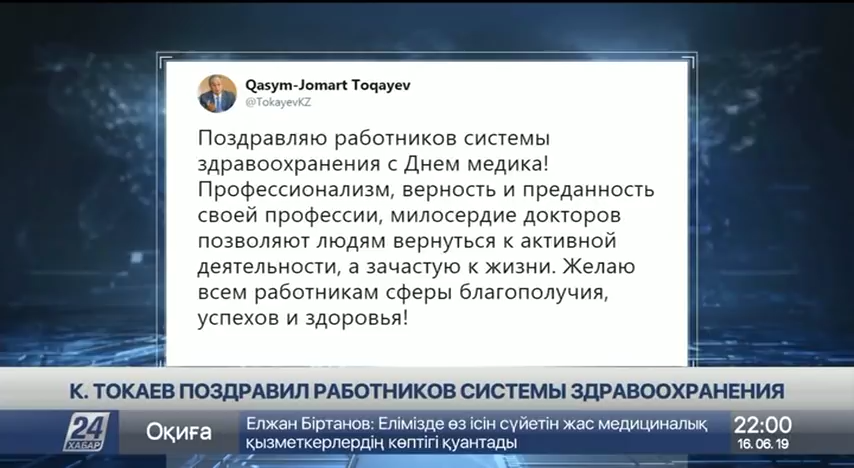 Qasym-Jomart Toqayev
@TokayevKZ
Поздравляю работников системы
здравоохранения с Днем медика!
Профессионализм, верность и преданность
своей профессии, милосердие докторов
позволяют людям вернуться к активной
деятельности, а зачастую к жизни. Желаю
всем работникам сферы благополучия,
успехов и здоровья!
К. ТОКАЕВ ПОЗДРАВИЛ РАБОТНИКОВ СИСТЕМЫ ЗДРАВООХРАНЕНИЯ
24
ХАБАР
Оқиға
Елжан Біртанов: Елімізде өз ісін сүйетін жас медициналық
қызметкерлердің көптігі қуантады
22:00
16.06.19